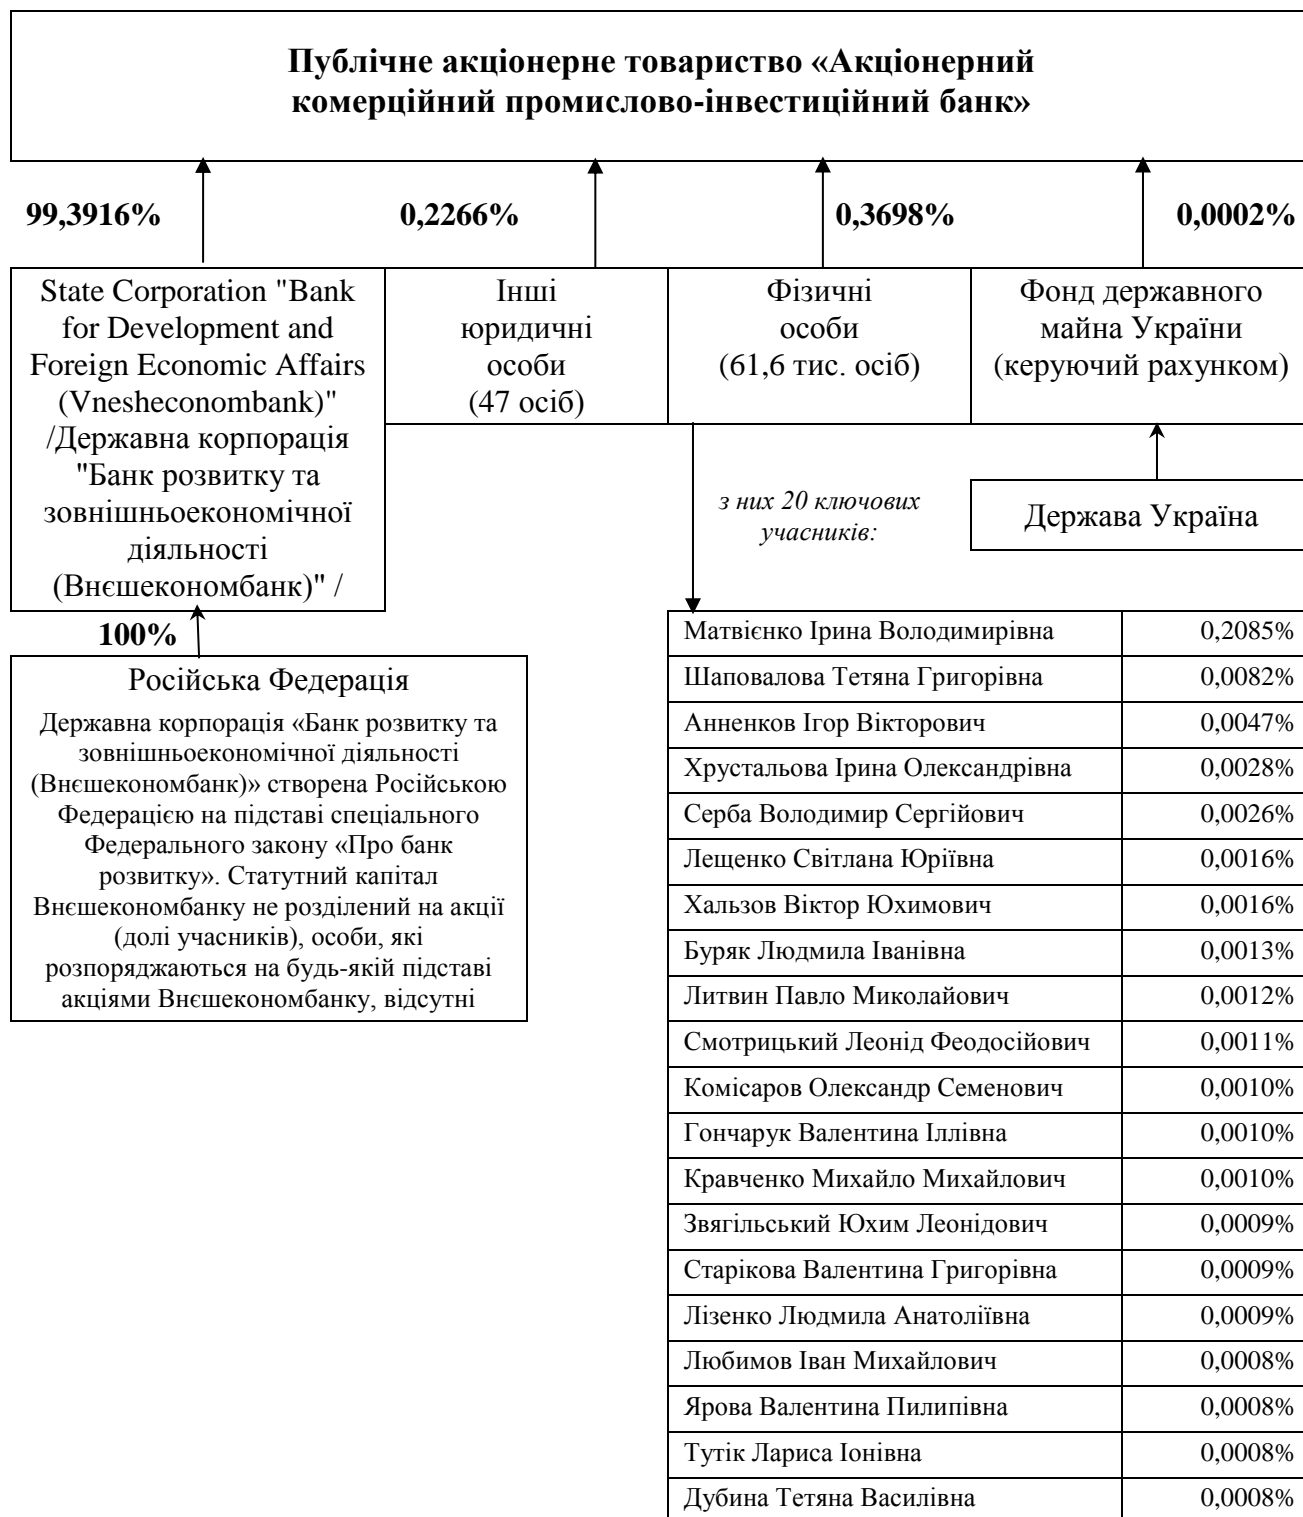 Публічне акціонерне товариство «Акціонерний
комерційний промислово-інвестиційний банк»
99,3916%
0,2266%
0,3698%
0,0002%
State Corporation "Bank
for Development and
Foreign Economic Affairs
(Vnesheconombank)"
/Державна корпорація
"Банк розвитку та
зовнішньоекономічної
діяльності
(Внєшекономбанк)" /
Інші
юридичні
особи
(47 осіб)
Фізичні
особи
(61,6 тис. осіб)
Фонд державного
майна України
(керуючий рахунком)
з них 20 ключових
учасників:
Держава Україна
100%
Російська Федерація
Державна корпорація «Банк розвитку та
зовнішньоекономічної діяльності
(Внєшекономбанк)» створена Російською
Федерацією на підставі спеціального
Федерального закону «Про банк
розвитку». Статутний капітал
Внєшекономбанку не розділений на акції
(долі учасників), особи, які
розпоряджаються на будь-якій підставі
акціями Внєшекономбанку, відсутні
Матвієнко Ірина Володимирівна 0,2085%
Шаповалова Тетяна Григорівна 0,0082%
Анненков Ігор Вікторович 0,0047%
Хрустальова Ірина Олександрівна 0,0028%
Серба Володимир Сергійович 0,0026%
Лещенко Світлана Юріївна 0,0016%
Хальзов Віктор Юхимович 0,0016%
Буряк Людмила Іванівна 0,0013%
Литвин Павло Миколайович 0,0012%
Смотрицький Леонід Феодосійович 0,0011%
Комісаров Олександр Семенович 0,0010%
Гончарук Валентина Іллівна 0,0010%
Кравченко Михайло Михайлович 0,0010%
Звягільський Юхим Леонідович 0,0009%
Старікова Валентина Григорівна 0,0009%
Лізенко Людмила Анатоліївна 0,0009%
Любимов Іван Михайлович 0,0008%
Ярова Валентина Пилипівна 0,0008%
Тутік Лариса Іонівна 0,0008%
Дубина Тетяна Василівна 0,0008%